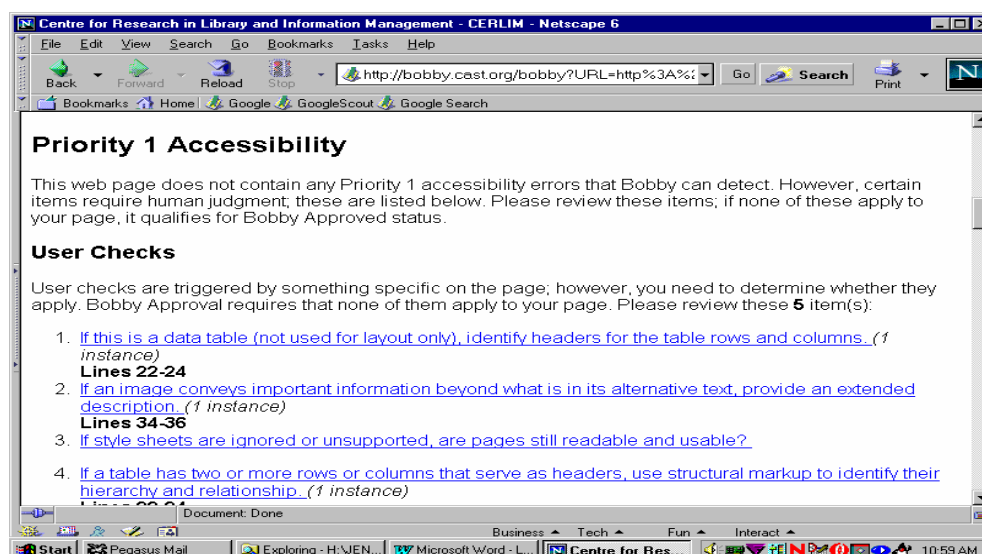 Centre for Research in Library and Information Management - CERLIM - Netscape 6
File Edit View Search Go Bookmarks Tasks Help
Back Forward Reload Stop http://bobby.cast.org/bobby?URL=http%3A%2 Go Search Print N
Bookmarks Home Google GoogleScout Google Search
Priority 1 Accessibility
This web page does not contain any Priority 1 accessibility errors that Bobby can detect. However, certain
items require human judgment; these are listed below. Please review these items; if none of these apply to
your page, it qualifies for Bobby Approved status.
User Checks
User checks are triggered by something specific on the page; however, you need to determine whether they
apply. Bobby Approval requires that none of them apply to your page. Please review these 5 item(s):
1. If this is a data table (not used for layout only), identify headers for the table rows and columns. (1
instance)
Lines 22-24
2. If an image conveys important information beyond what is in its alternative text, provide an extended
description. (1 instance)
Lines 34-36
3. If style sheets are ignored or unsupported, are pages still readable and usable?
4. If a table has two or more rows or columns that serve as headers, use structural markup to identify their
hierarchy and relationship. (1 instance)
Document: Done
Business Tech Fun Interact
Start Pegasus Mail Exploring - H:\JEN... Microsoft Word - L... Centre for Res... 10:59 AM